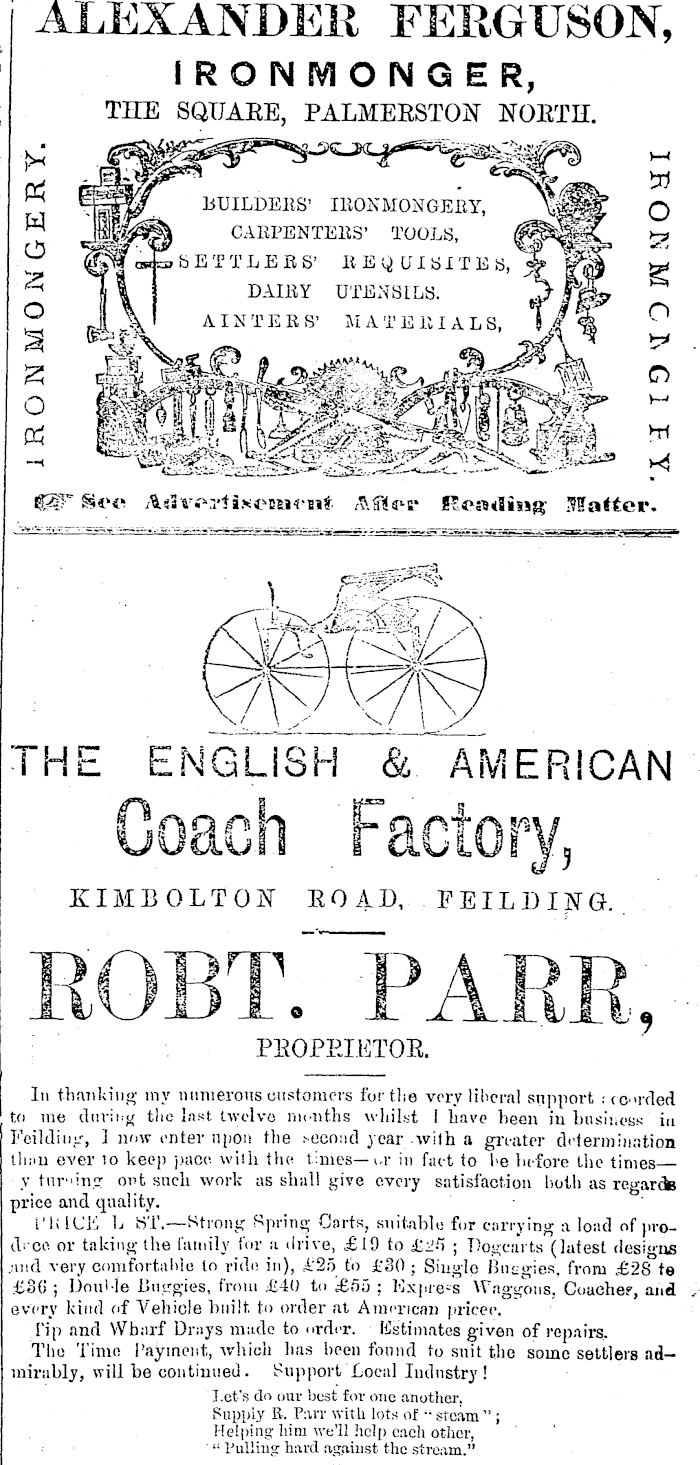 ALEXANDER FERGUSON,
IRONMONGER,
THE SQUARE, PALMERSTON NORTH.
IRONMONGERY.
BUILDERS' IRONMONGERY,
CARPENTERS' TOOLS,
SETTLERS' REQUISITES,
DAIRY UTENSILS.
AINTERS' MATERIALS,
IRONMONGERY.
See Advertisement After Reading Matter.
THE ENGLISH & AMERICAN
Coach Factory,
KIMBOLTON ROAD, FEILDING.
ROBT. PARR,
PROPRIETOR.
In thanking my numerous customers for the very liberal support accorded
to me during the last twelve months whilst I have been in business in
Feilding, I now enter upon the second year with a greater determination
than ever to keep pace with the times—or in fact to be before the times—
y turning out such work as shall give every satisfaction both as regards
price and quality.
PRICE L ST.—Strong Spring Carts, suitable for carrying a load of pro-
duce or taking the family for a drive, £19 to £25 ; Dogcarts (latest designs
and very comfortable to ride in), £25 to £30 ; Single Buggies, from £28 to
£36 ; Double Buggies, from £40 to £55 ; Express Waggons, Coaches, and
every kind of Vehicle built to order at American prices.
Tip and Wharf Drays made to order. Estimates given of repairs.
The Time Payment, which has been found to suit the some settlers ad-
mirably, will be continued. Support Local Industry!
Let's do our best for one another,
Supply R. Parr with lots of "steam" ;
Helping him we'll help each other,
"Pulling hard against the stream."